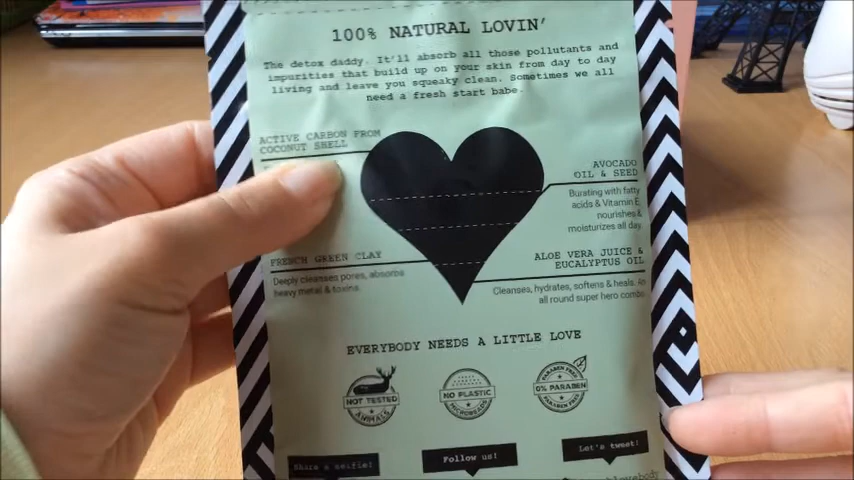 100% NATURAL LOVIN'
The detox daddy. It'll absorb all those pollutants and
impurities that build up on your skin from day to day
living and leave you squeaky clean. Sometimes we all
need a fresh start babe.
ACTIVE CARBON FROM
COCONUT SHELL
AVOCADO
OIL & SEED
Bursting with fatty
acids & Vitamin E,
nourishes &
moisturizes all day
FRENCH GREEN CLAY
Deeply cleanses pores, absorbs
heavy metal & toxins.
ALOE VERA JUICE &
EUCALYPTUS OIL
Cleanses, hydrates, softens & heals. An
all round super hero combo
EVERYBODY NEEDS A LITTLE LOVE
NOT TESTED
ANIMALS
NO PLASTIC
MICROBEADS
PARABEN FREE
0% PARABEN
PARABEN FREE
Share a selfie!
Follow us!
Let's tweet!